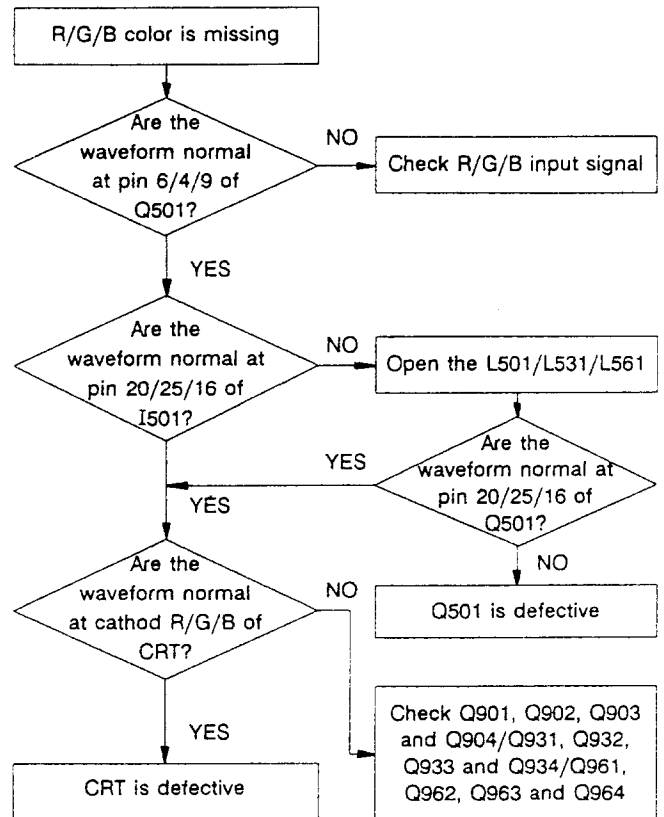 R/G/B color is missing
Are the
waveform normal
at pin 6/4/9 of
Q501?
NO
Check R/G/B input signal
YES
Are the
waveform normal at
pin 20/25/16 of
I501?
NO
Open the L501/L531/L561
YES
Are the
waveform normal at
pin 20/25/16 of
Q501?
YES
NO
Q501 is defective
Are the
waveform normal
at cathod R/G/B of
CRT?
NO
Check Q901, Q902, Q903
and Q904/Q931, Q932,
Q933 and Q934/Q961,
Q962, Q963 and Q964
YES
CRT is defective